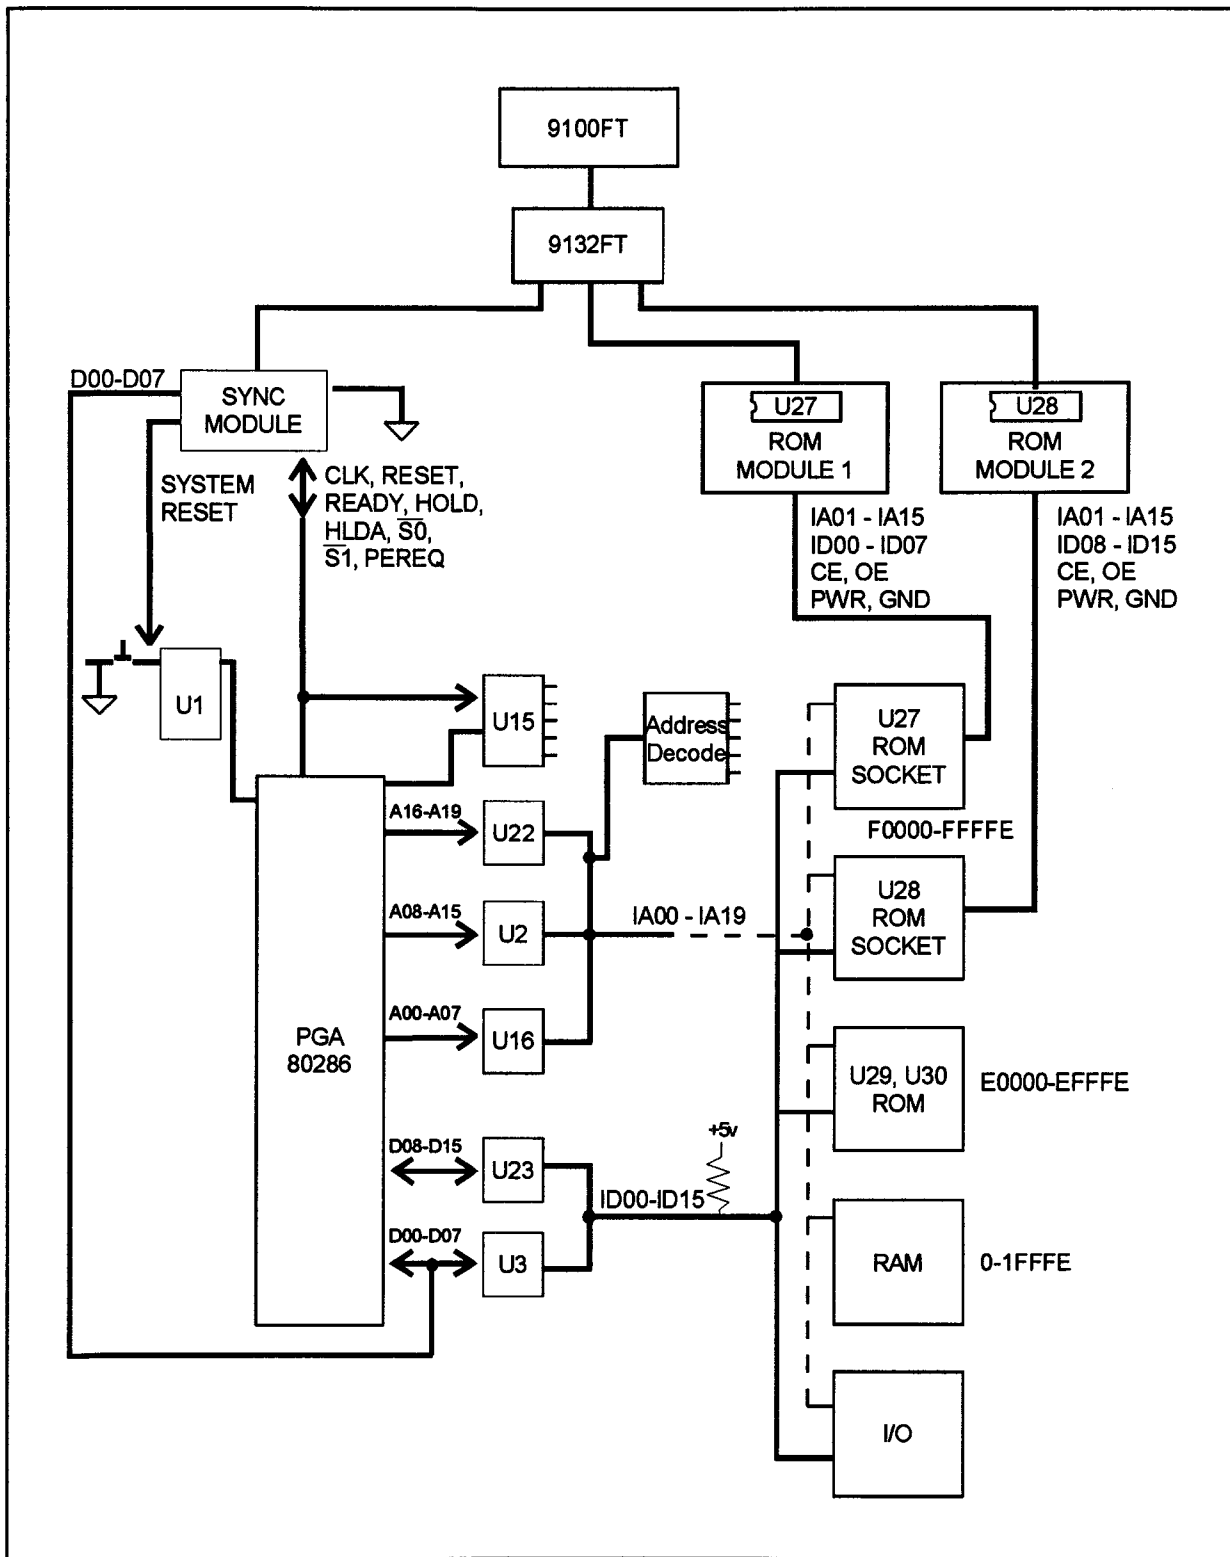 9100FT
9132FT
D00-D07
SYNC
MODULE
U27
ROM
MODULE 1
U28
ROM
MODULE 2
SYSTEM
RESET
CLK, RESET,
READY, HOLD,
HLDA, S̅0̅,
S̅1̅, PEREQ
IA01 - IA15
ID00 - ID07
CE, OE
PWR, GND
IA01 - IA15
ID08 - ID15
CE, OE
PWR, GND
U1
U15
Address
Decode
U27
ROM
SOCKET
A16-A19
U22
F0000-FFFFE
A08-A15
U2
IA00 - IA19
U28
ROM
SOCKET
A00-A07
U16
PGA
80286
U29, U30
ROM
E0000-EFFFE
D08-D15
U23
+5v
ID00-ID15
D00-D07
U3
RAM
0-1FFFE
I/O